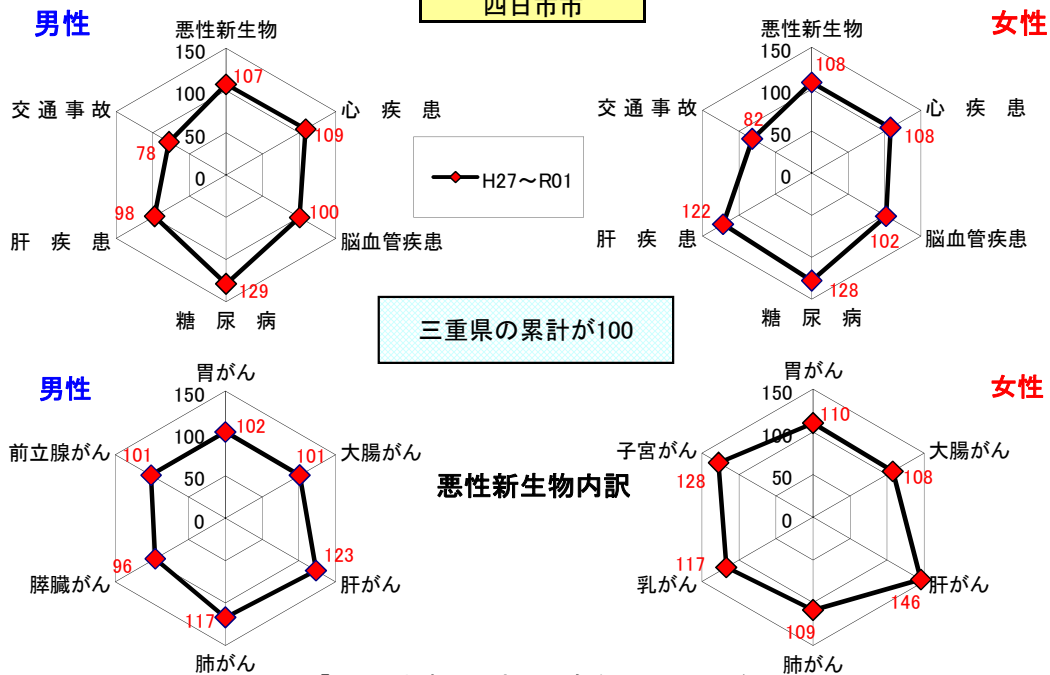 四日市市
男性
悪性新生物
150
100
50
0
107
心 疾 患
109
100
脳血管疾患
129
糖 尿 病
98
肝 疾 患
78
交 通 事 故
H27～R01
女性
悪性新生物
150
100
50
0
108
心 疾 患
108
102
脳血管疾患
128
糖 尿 病
122
肝 疾 患
82
交 通 事 故
三重県の累計が100
男性
胃がん
150
100
50
0
102
大腸がん
101
123
肝がん
117
肺がん
96
膵臓がん
101
前立腺がん
悪性新生物内訳
女性
胃がん
150
100
50
0
110
大腸がん
108
肝がん
146
109
肺がん
117
乳がん
128
子宮がん